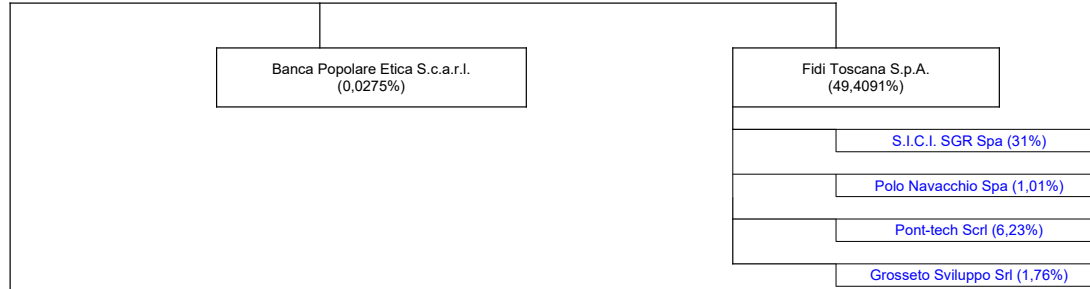 Banca Popolare Etica S.c.a.r.l.
(0,0275%)
Fidi Toscana S.p.A.
(49,4091%)
S.I.C.I. SGR Spa (31%)
Polo Navacchio Spa (1,01%)
Pont-tech Scrl (6,23%)
Grosseto Sviluppo Srl (1,76%)